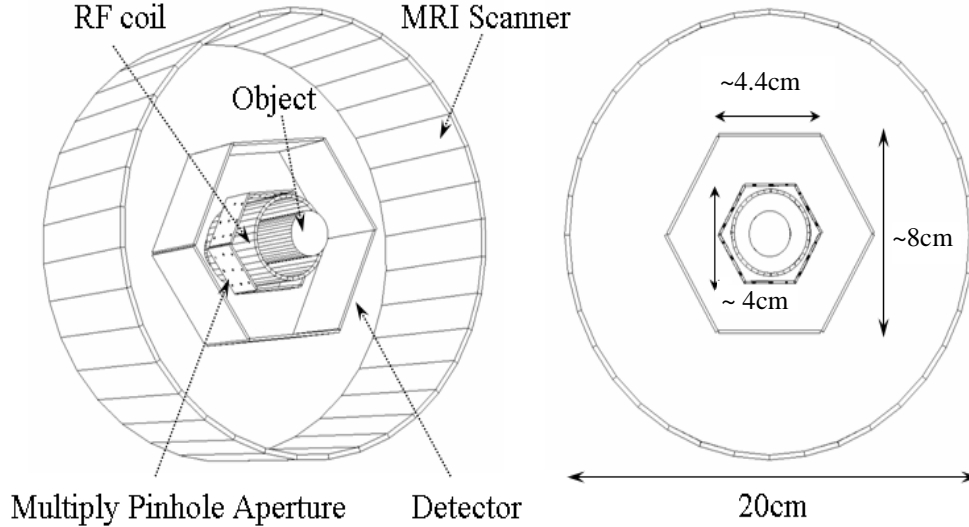 RF coil
MRI Scanner
Object
~4.4cm
~8cm
~ 4cm
Multiply Pinhole Aperture
Detector
20cm